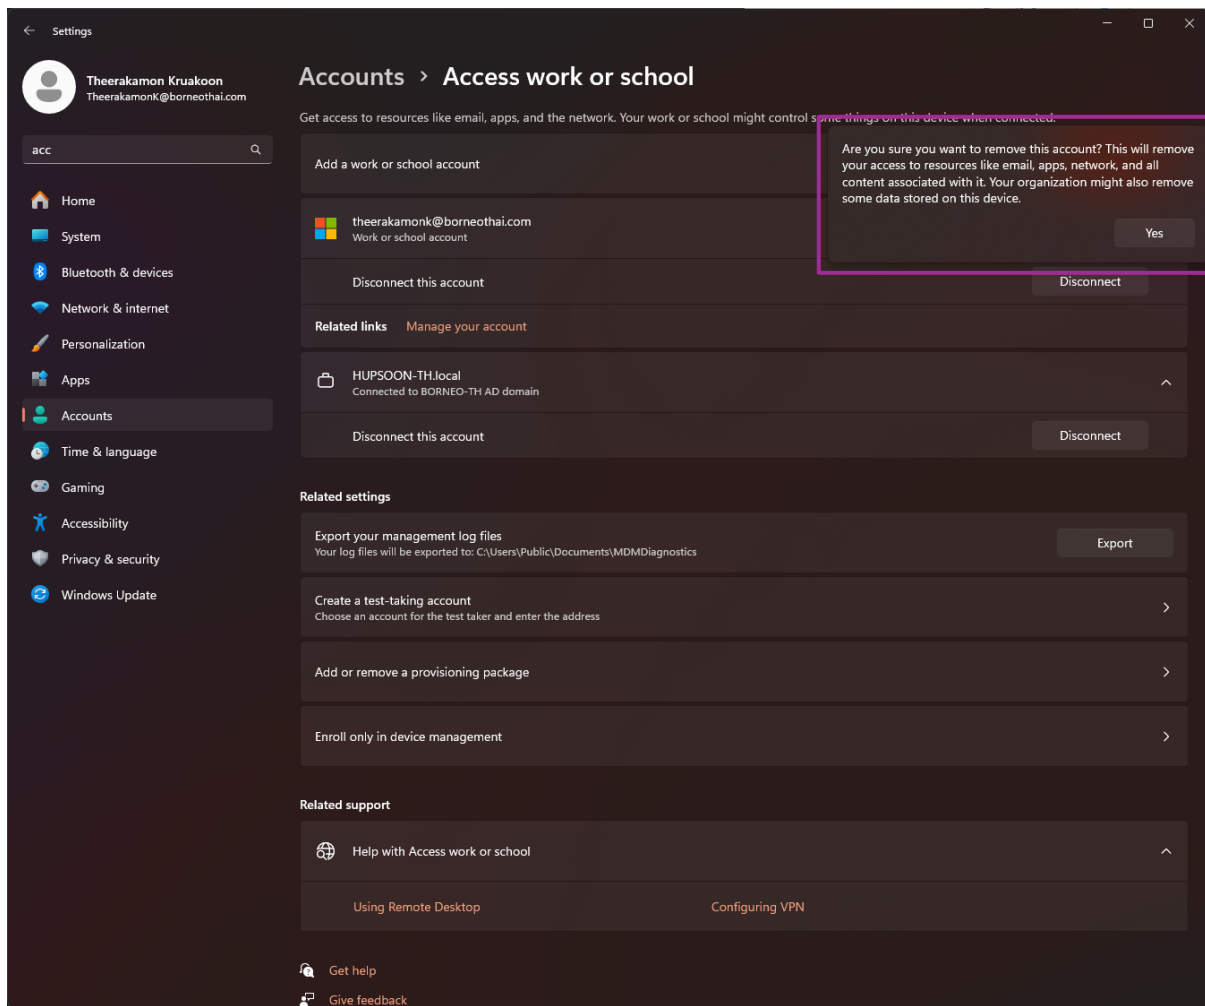 Settings
Theerakamon Kruakoon
TheerakamonK@borneothai.com
acc
Home
System
Bluetooth & devices
Network & internet
Personalization
Apps
Accounts
Time & language
Gaming
Accessibility
Privacy & security
Windows Update
Accounts > Access work or school
Get access to resources like email, apps, and the network. Your work or school might control some things on this device when connected.
Add a work or school account
Are you sure you want to remove this account? This will remove
your access to resources like email, apps, network, and all
content associated with it. Your organization might also remove
some data stored on this device.
Yes
theerakamonk@borneothai.com
Work or school account
Disconnect this account
Disconnect
Related links Manage your account
HUPSOON-TH.local
Connected to BORNEO-TH AD domain
Disconnect this account
Disconnect
Related settings
Export your management log files
Your log files will be exported to: C:\Users\Public\Documents\MDMDiagnostics
Export
Create a test-taking account
Choose an account for the test taker and enter the address
Add or remove a provisioning package
Enroll only in device management
Related support
Help with Access work or school
Using Remote Desktop
Configuring VPN
Get help
Give feedback